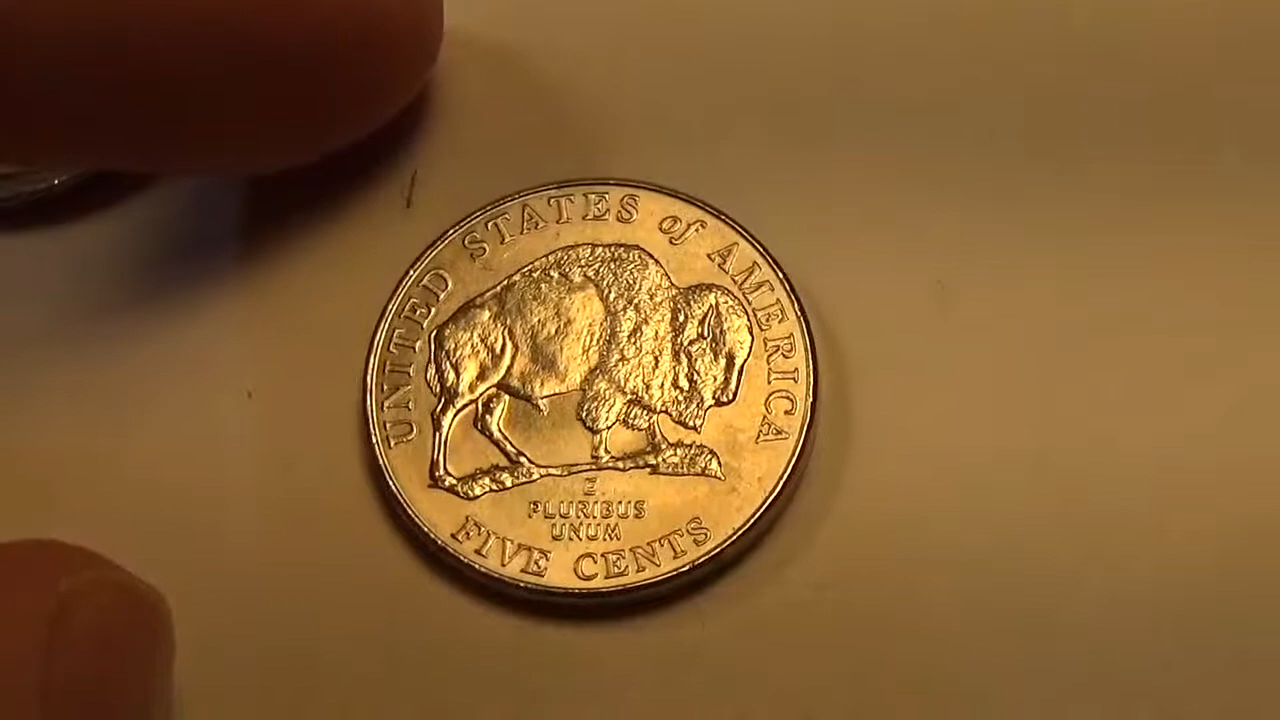 UNITED STATES of AMERICA
E
PLURIBUS
UNUM
FIVE CENTS